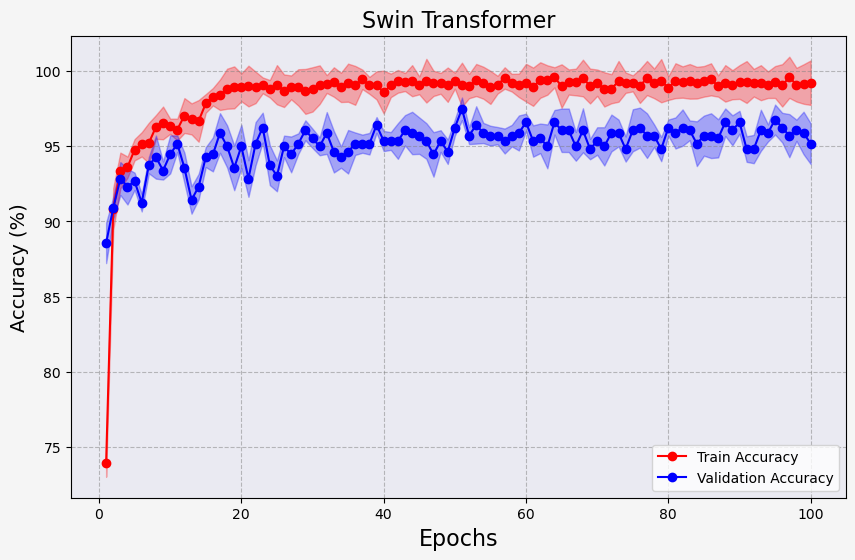 Swin Transformer
Accuracy (%)
100
95
90
85
80
75
0 20 40 60 80 100
Epochs
Train Accuracy
Validation Accuracy